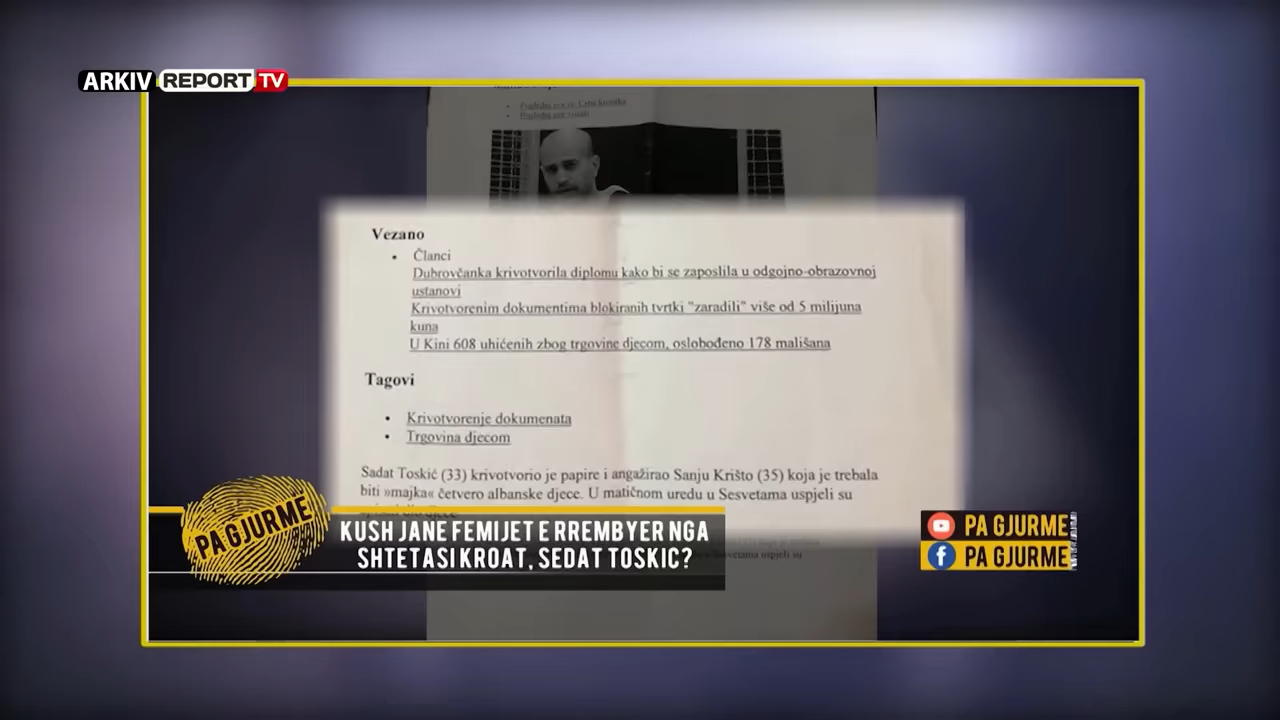 ARKIV REPORT TV
Vezano
• Članci
Dubrovčanka krivotvorila diplomu kako bi se zaposlila u odgojno-obrazovnoj
ustanovi
Krivotvorenim dokumentima blokiranih tvrtki "zaradili" više od 5 milijuna
kuna
U Kini 608 uhićenih zbog trgovine djecom, oslobođeno 178 mališana
Tagovi
• Krivotvorenje dokumenata
• Trgovina djecom
Sadat Toskić (33) krivotvorio je papire i angažirao Sanju Krišto (35) koja je trebala
biti »majka« četvero albanske djece. U matičnom uredu u Sesvetama uspjeli su
PA GJURME
KUSH JANE FEMIJET E RREMBYER NGA
SHTETASI KROAT, SEDAT TOSKIC?
PA GJURME
PA GJURME